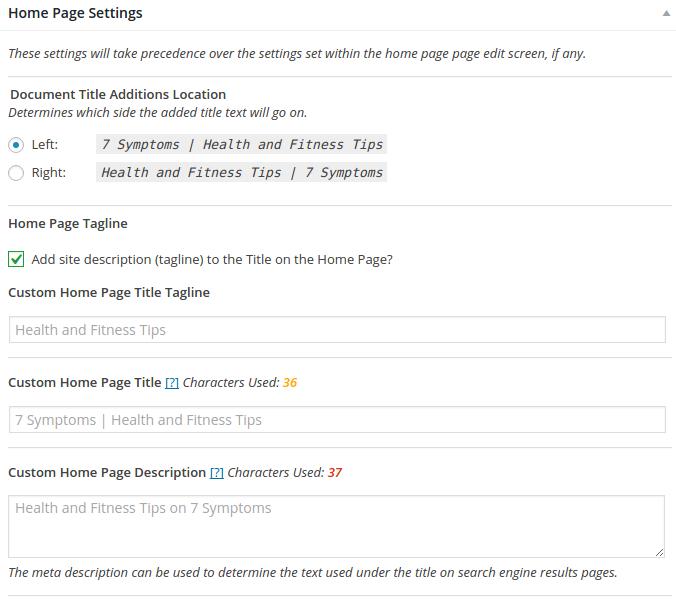 Home Page Settings
These settings will take precedence over the settings set within the home page page edit screen, if any.
Document Title Additions Location
Determines which side the added title text will go on.
Left: 7 Symptoms | Health and Fitness Tips
Right: Health and Fitness Tips | 7 Symptoms
Home Page Tagline
Add site description (tagline) to the Title on the Home Page?
Custom Home Page Title Tagline
Health and Fitness Tips
Custom Home Page Title [?] Characters Used: 36
7 Symptoms | Health and Fitness Tips
Custom Home Page Description [?] Characters Used: 37
Health and Fitness Tips on 7 Symptoms
The meta description can be used to determine the text used under the title on search engine results pages.